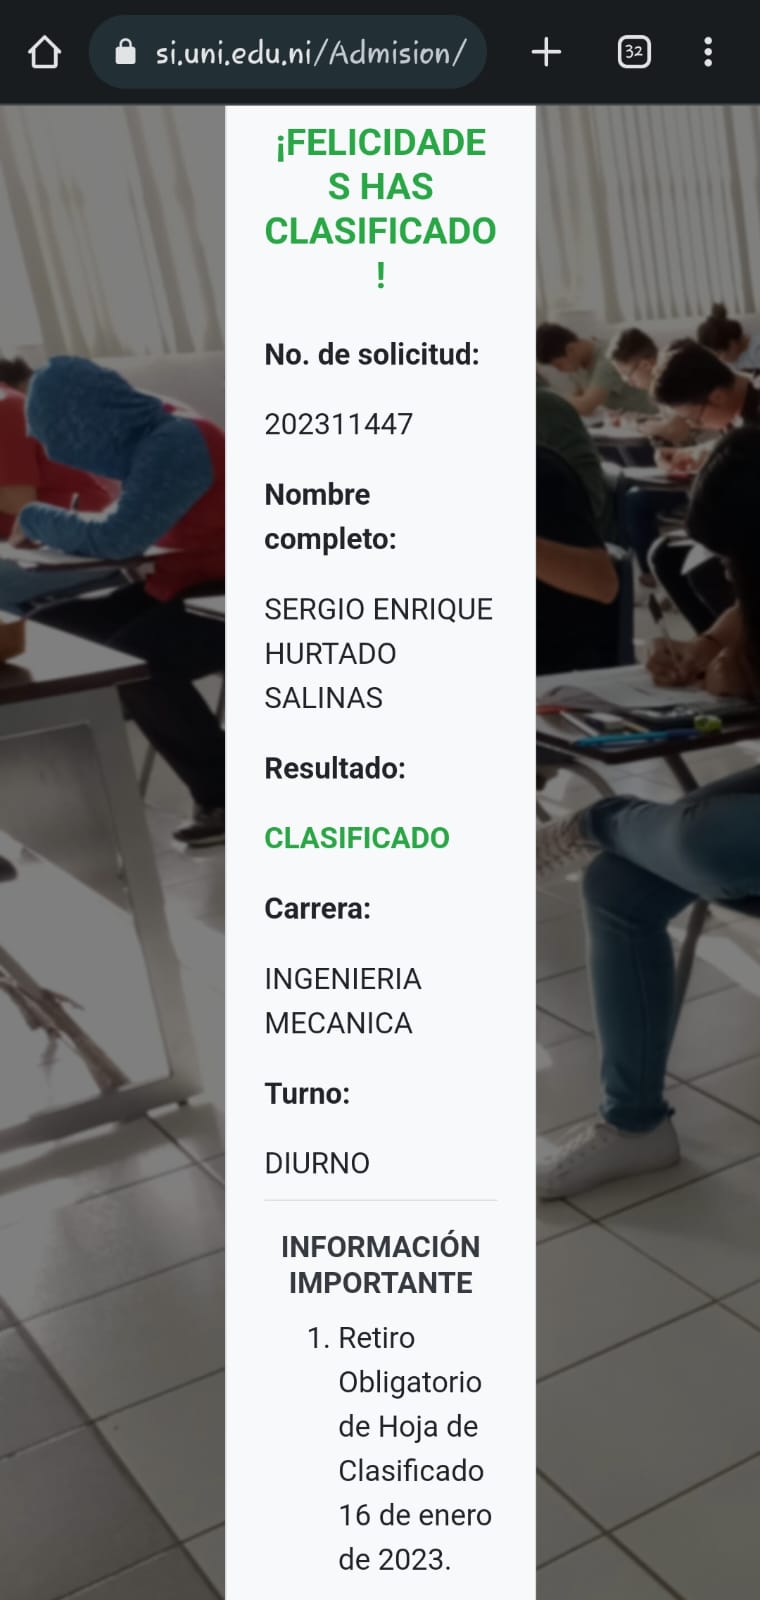 si.uni.edu.ni/Admision/
32
¡FELICIDADE
S HAS
CLASIFICADO
!
No. de solicitud:
202311447
Nombre
completo:
SERGIO ENRIQUE
HURTADO
SALINAS
Resultado:
CLASIFICADO
Carrera:
INGENIERIA
MECANICA
Turno:
DIURNO
INFORMACIÓN
IMPORTANTE
1. Retiro
Obligatorio
de Hoja de
Clasificado
16 de enero
de 2023.